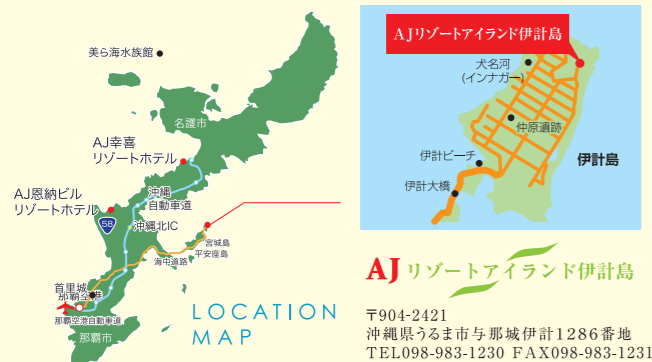 美ら海水族館
名護市
AJ幸喜
リゾートホテル
AJ恩納ビル
リゾートホテル
沖縄
自動車道
58
沖縄北IC
宮城島
平安座島
海中道路
首里城
那覇空港
那覇空港自動車道
那覇市
LOCATION
MAP
AJリゾートアイランド伊計島
犬名河
(インナガー)
仲原遺跡
伊計ビーチ
伊計島
伊計大橋
AJ リゾートアイランド伊計島
〒904-2421
沖縄県うるま市与那城伊計1286番地
TEL098-983-1230 FAX098-983-1231